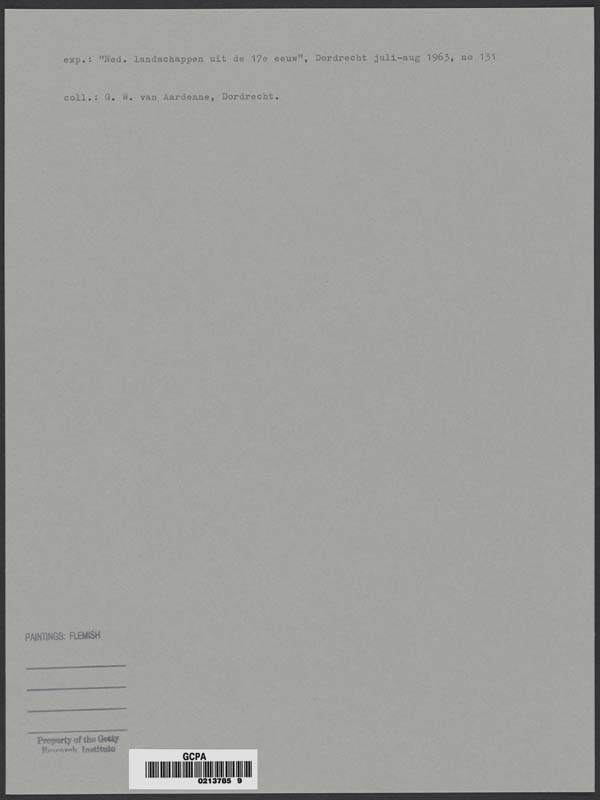 exp.: "Ned. landschappen uit de 17e eeuw", Dordrecht juli-aug 1963, no 131
coll.: G. W. van Aardenne, Dordrecht.
PAINTINGS: FLEMISH
Property of the Getty
Research Institute
GCPA
0213785 9